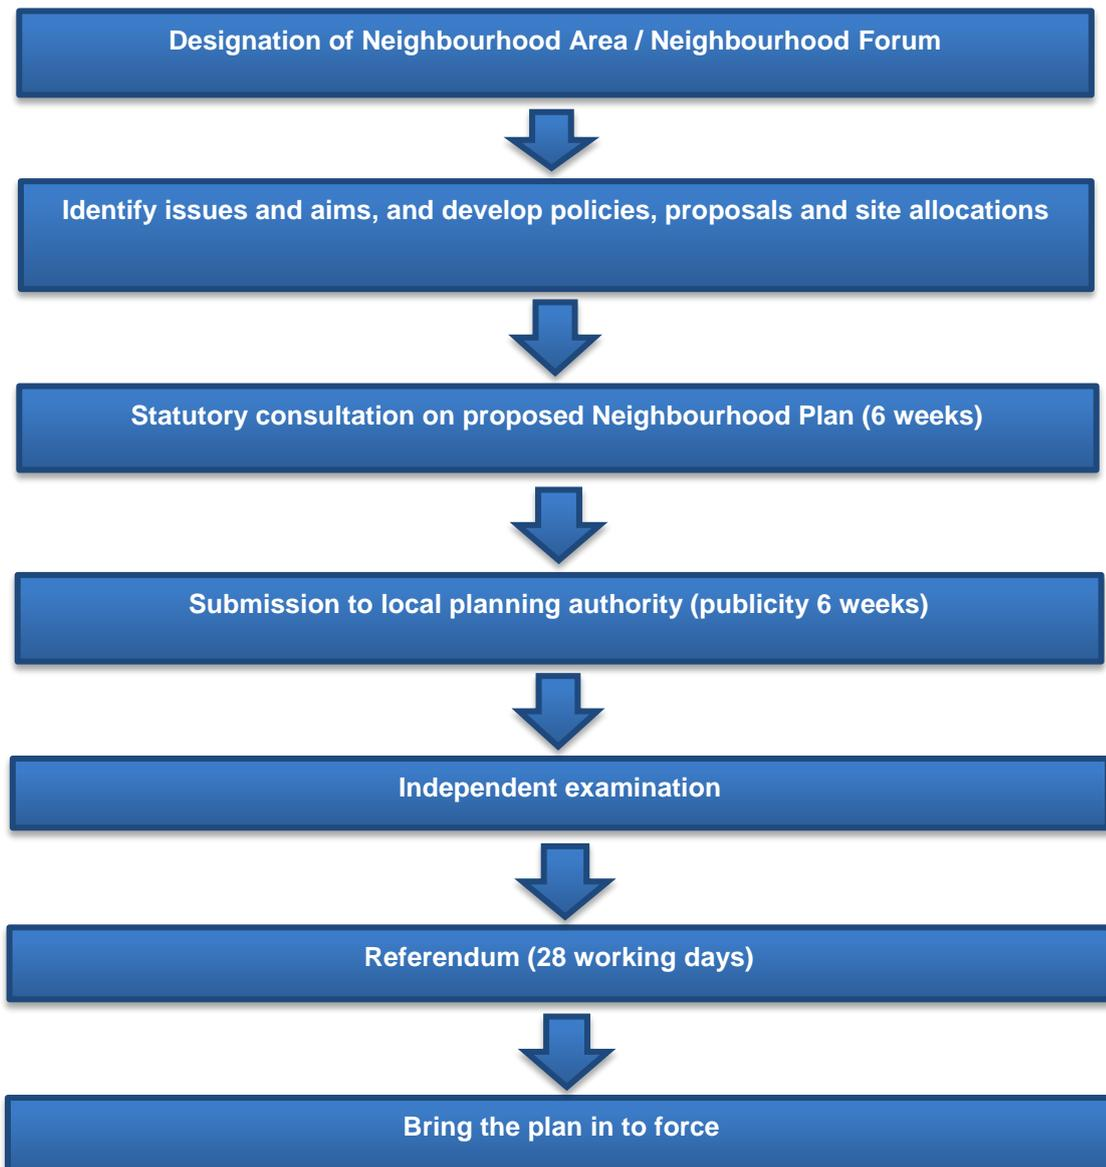 Designation of Neighbourhood Area / Neighbourhood Forum
Identify issues and aims, and develop policies, proposals and site allocations
Statutory consultation on proposed Neighbourhood Plan (6 weeks)
Submission to local planning authority (publicity 6 weeks)
Independent examination
Referendum (28 working days)
Bring the plan in to force